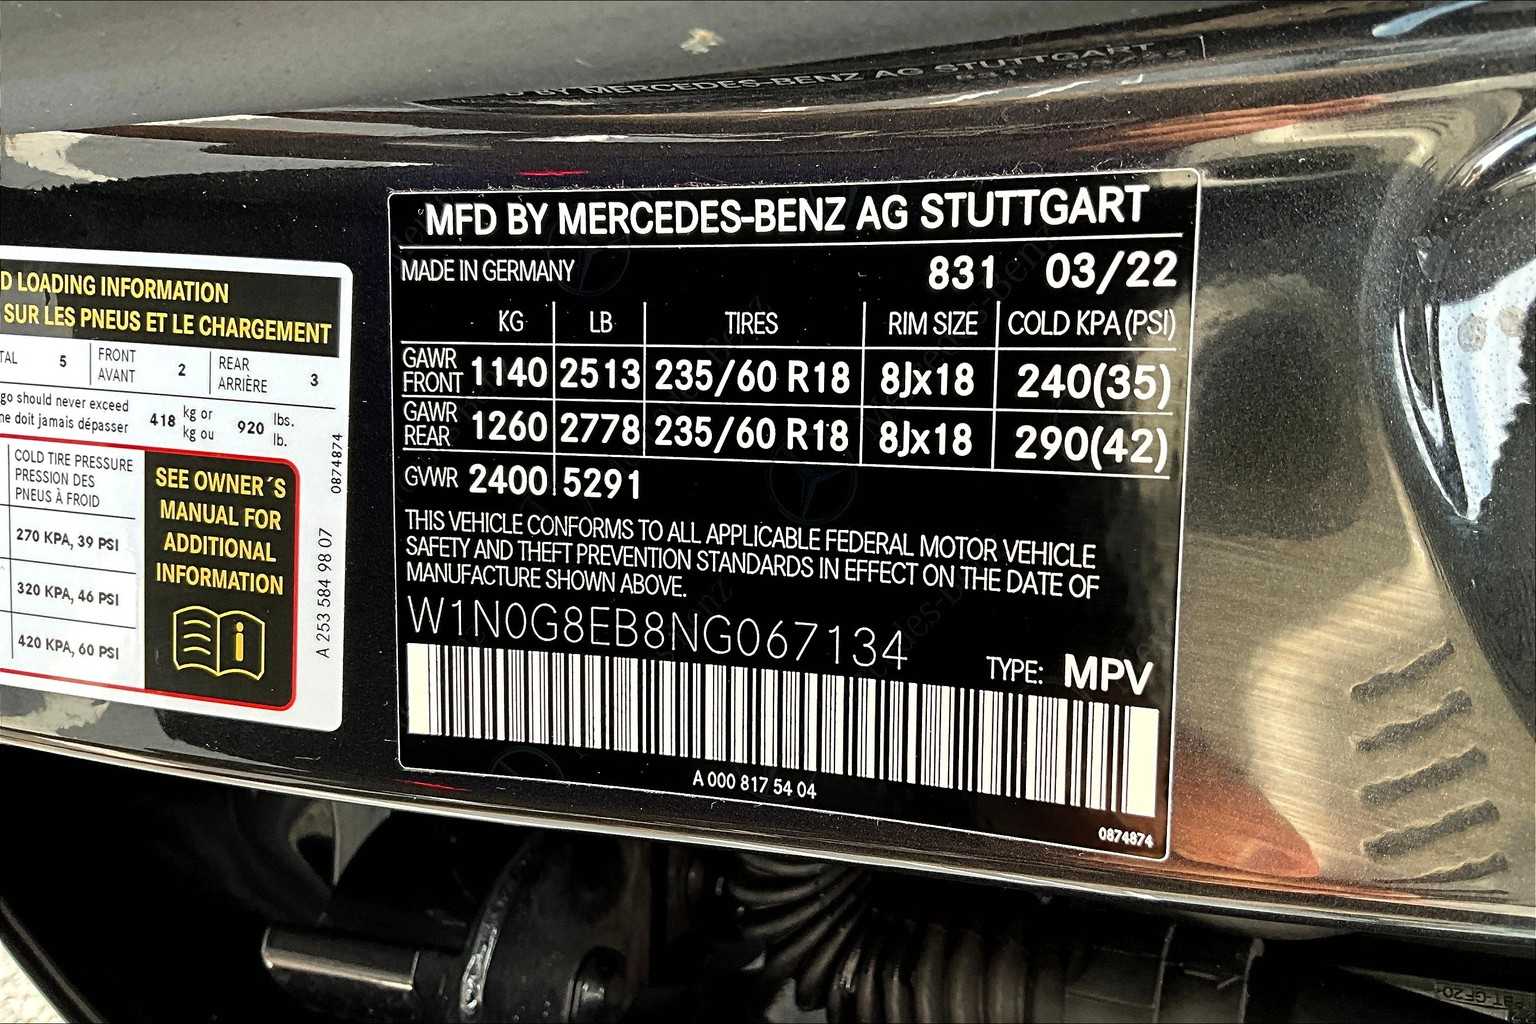 MFD BY MERCEDES-BENZ AG STUTTGART
MADE IN GERMANY 831 03/22
KG LB TIRES RIM SIZE COLD KPA (PSI)
GAWR FRONT 1140 2513 235/60 R18 8Jx18 240(35)
GAWR REAR 1260 2778 235/60 R18 8Jx18 290(42)
GVWR 2400 5291
THIS VEHICLE CONFORMS TO ALL APPLICABLE FEDERAL MOTOR VEHICLE
SAFETY AND THEFT PREVENTION STANDARDS IN EFFECT ON THE DATE OF
MANUFACTURE SHOWN ABOVE.
W1N0G8EB8NG067134
TYPE: MPV
A 000 817 54 04
0874874
LOADING INFORMATION
SUR LES PNEUS ET LE CHARGEMENT
5 FRONT AVANT 2 REAR ARRIÈRE 3
should never exceed
doit jamais dépasser
418 kg or kg ou 920 lbs. lb.
COLD TIRE PRESSURE
PRESSION DES
PNEUS À FROID
270 KPA, 39 PSI
320 KPA, 46 PSI
420 KPA, 60 PSI
SEE OWNER´S
MANUAL FOR
ADDITIONAL
INFORMATION
A 253 584 98 07 0874874